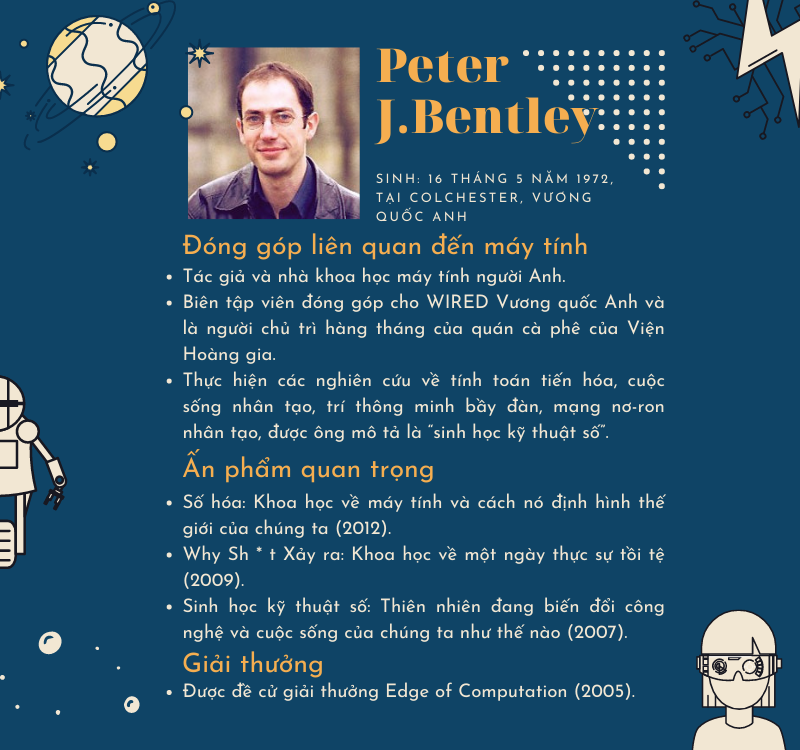 Peter
J.Bentley
SINH: 16 THÁNG 5 NĂM 1972,
TẠI COLCHESTER, VƯƠNG
QUỐC ANH
Đóng góp liên quan đến máy tính
• Tác giả và nhà khoa học máy tính người Anh.
• Biên tập viên đóng góp cho WIRED Vương quốc Anh và
là người chủ trì hàng tháng của quán cà phê của Viện
Hoàng gia.
• Thực hiện các nghiên cứu về tính toán tiến hóa, cuộc
sống nhân tạo, trí thông minh bầy đàn, mạng nơ-ron
nhân tạo, được ông mô tả là “sinh học kỹ thuật số”.
Ấn phẩm quan trọng
• Số hóa: Khoa học về máy tính và cách nó định hình thế
giới của chúng ta (2012).
• Why Sh * t Xảy ra: Khoa học về một ngày thực sự tồi tệ
(2009).
• Sinh học kỹ thuật số: Thiên nhiên đang biến đổi công
nghệ và cuộc sống của chúng ta như thế nào (2007).
Giải thưởng
• Được đề cử giải thưởng Edge of Computation (2005).